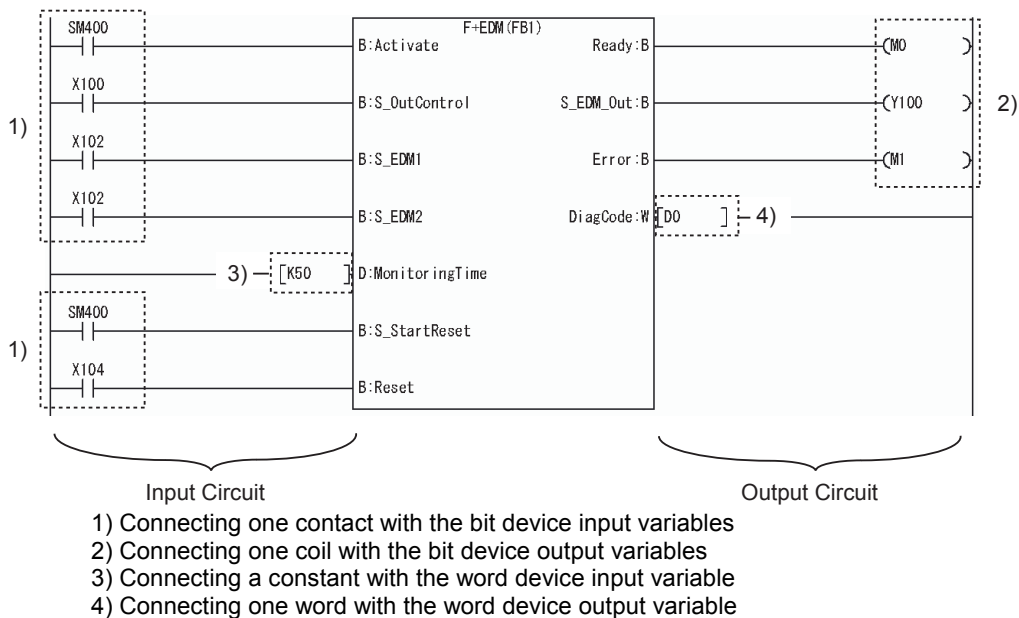 SM400
F+EDM(FB1)
B:Activate
Ready:B
(M0 )
X100
B:S_OutControl
S_EDM_Out:B
(Y100 )
1)
2)
X102
B:S_EDM1
Error:B
(M1 )
X102
B:S_EDM2
DiagCode:W
[D0 ]
4)
3)
[K50 ]
D:MonitoringTime
SM400
B:S_StartReset
1)
X104
B:Reset
Input Circuit
Output Circuit
1) Connecting one contact with the bit device input variables
2) Connecting one coil with the bit device output variables
3) Connecting a constant with the word device input variable
4) Connecting one word with the word device output variable